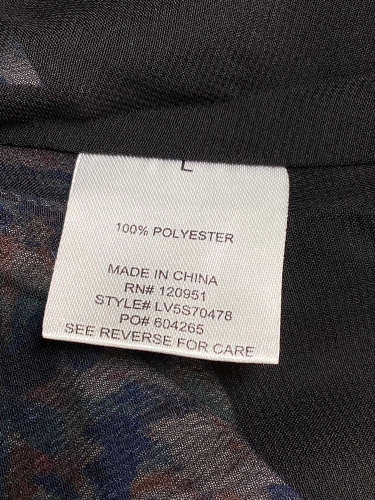 L
100% POLYESTER
MADE IN CHINA
RN# 120951
STYLE# LV5S70478
PO# 604265
SEE REVERSE FOR CARE